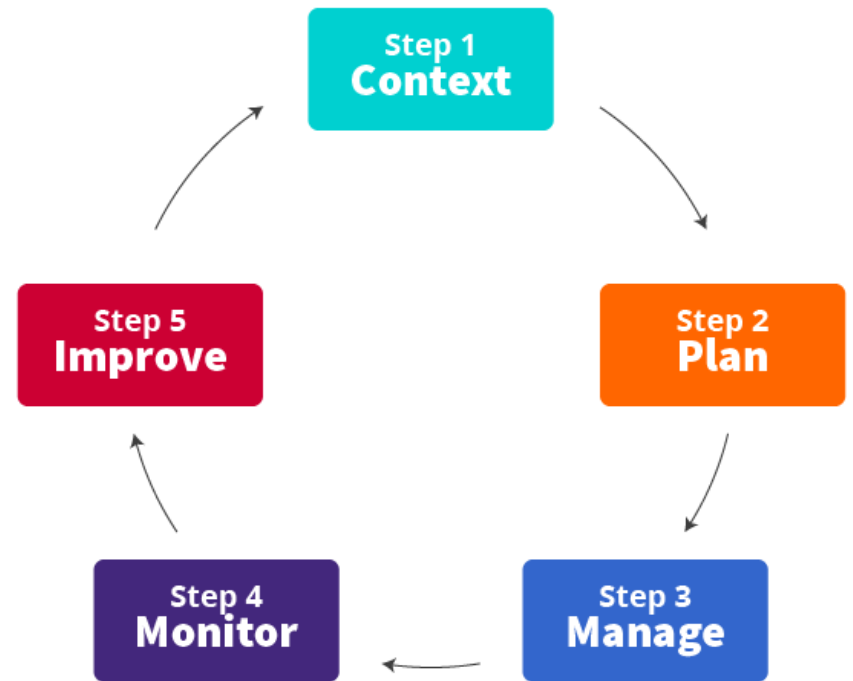 Step 1
Context
Step 2
Plan
Step 3
Manage
Step 4
Monitor
Step 5
Improve